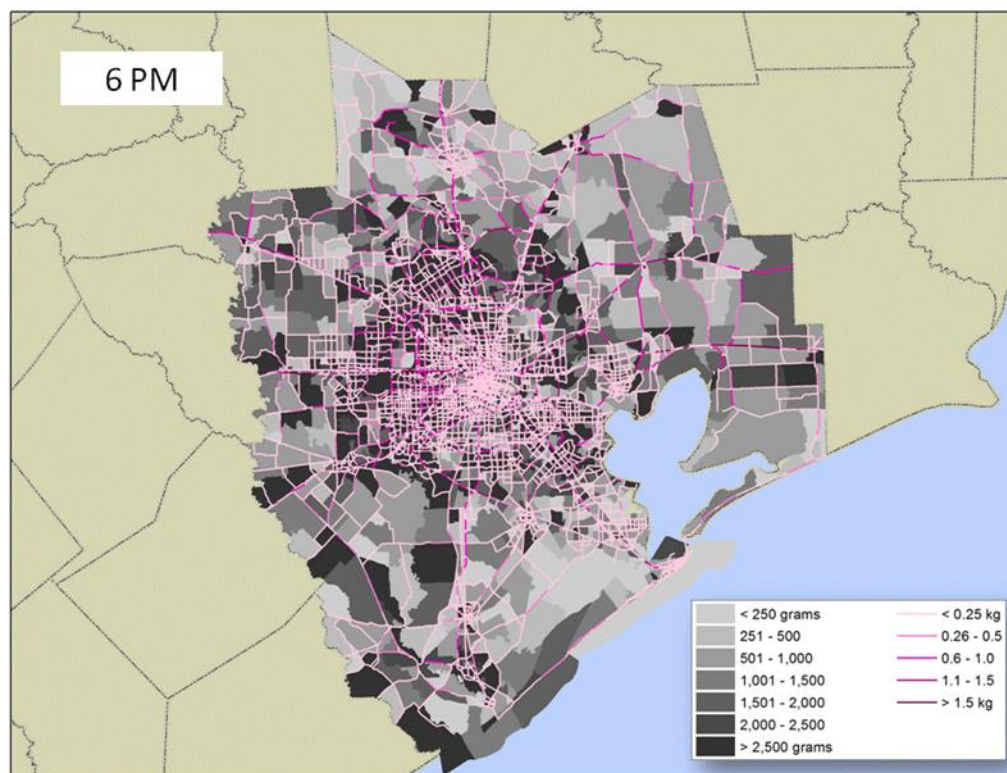 6 PM
< 250 grams
251 - 500
501 - 1,000
1,001 - 1,500
1,501 - 2,000
2,000 - 2,500
> 2,500 grams
< 0.25 kg
0.26 - 0.5
0.6 - 1.0
1.1 - 1.5
> 1.5 kg